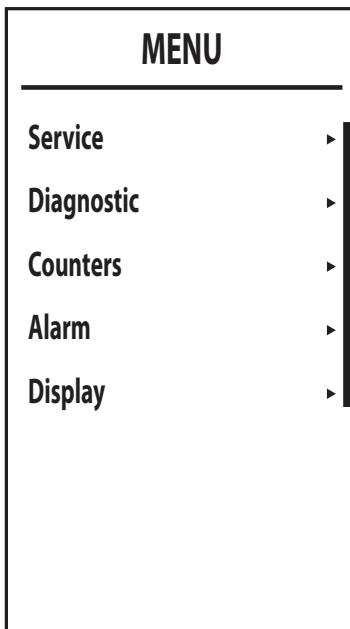 MENU
Service
Diagnostic
Counters
Alarm
Display